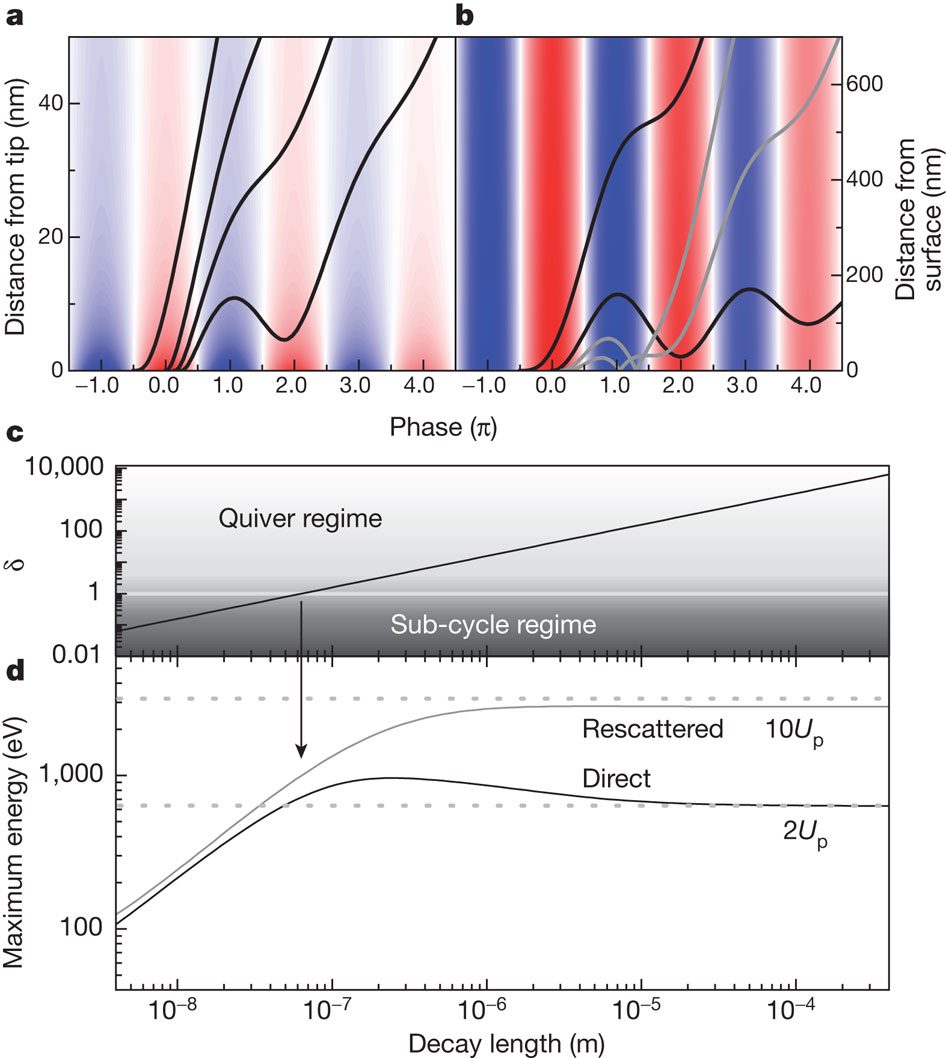 a
b
Distance from tip (nm)
40
20
0
−1.0 0.0 1.0 2.0 3.0 4.0
−1.0 0.0 1.0 2.0 3.0 4.0
600
400
200
0
Distance from
surface (nm)
Phase (π)
c
10,000
100
1
0.01
δ
Quiver regime
Sub-cycle regime
d
Maximum energy (eV)
1,000
100
Rescattered 10Up
Direct
2Up
10⁻⁸ 10⁻⁷ 10⁻⁶ 10⁻⁵ 10⁻⁴
Decay length (m)